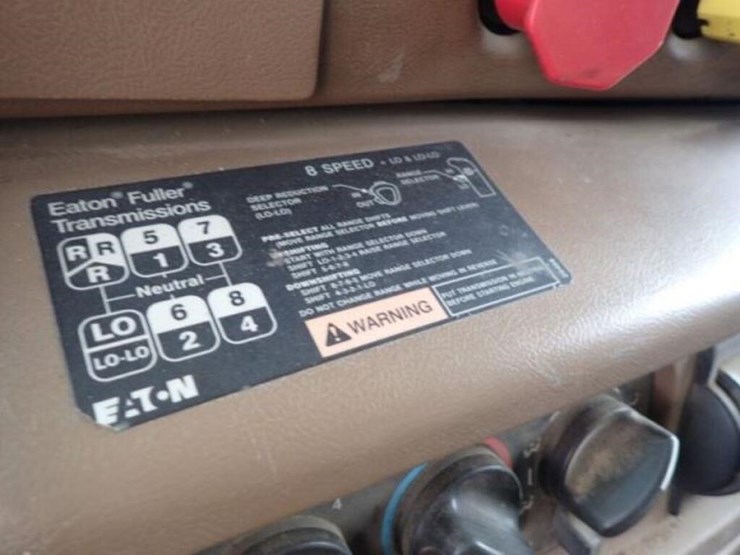 Eaton® Fuller®
Transmissions
R R 5 7
R 1 3
Neutral
LO 6 8
LO-LO 2 4
EATON
8 SPEED + LO & LO-LO
DEEP REDUCTION
SELECTOR
(LO-LO)
OUT
RANGE
SELECTOR
PRE-SELECT ALL RANGE SHIFTS
(MOVE RANGE SELECTOR BEFORE MOVING SHIFT LEVER)
UPSHIFTING
START WITH RANGE SELECTOR DOWN
SHIFT LO-1-2-3-4 RAISE RANGE SELECTOR
SHIFT 5-6-7-8
DOWNSHIFTING
SHIFT 8-7-6-5 MOVE RANGE SELECTOR DOWN
SHIFT 4-3-2-1-LO
DO NOT CHANGE RANGE WHILE MOVING IN REVERSE
WARNING
PUT TRANSMISSION IN
BEFORE STARTING ENGINE
4